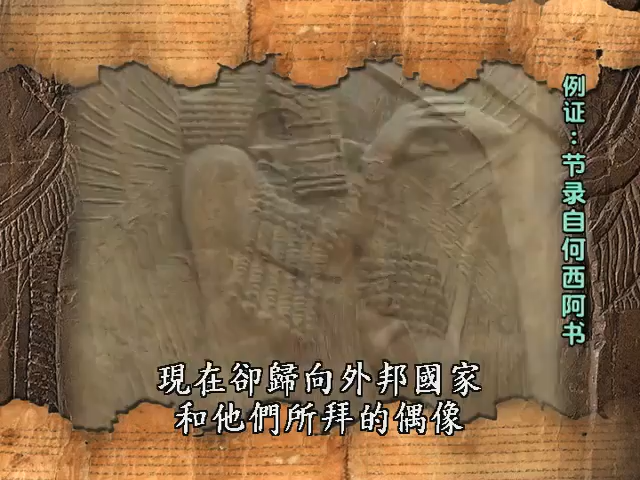 例证：节录自何西阿书
現在卻歸向外邦國家
和他們所拜的偶像